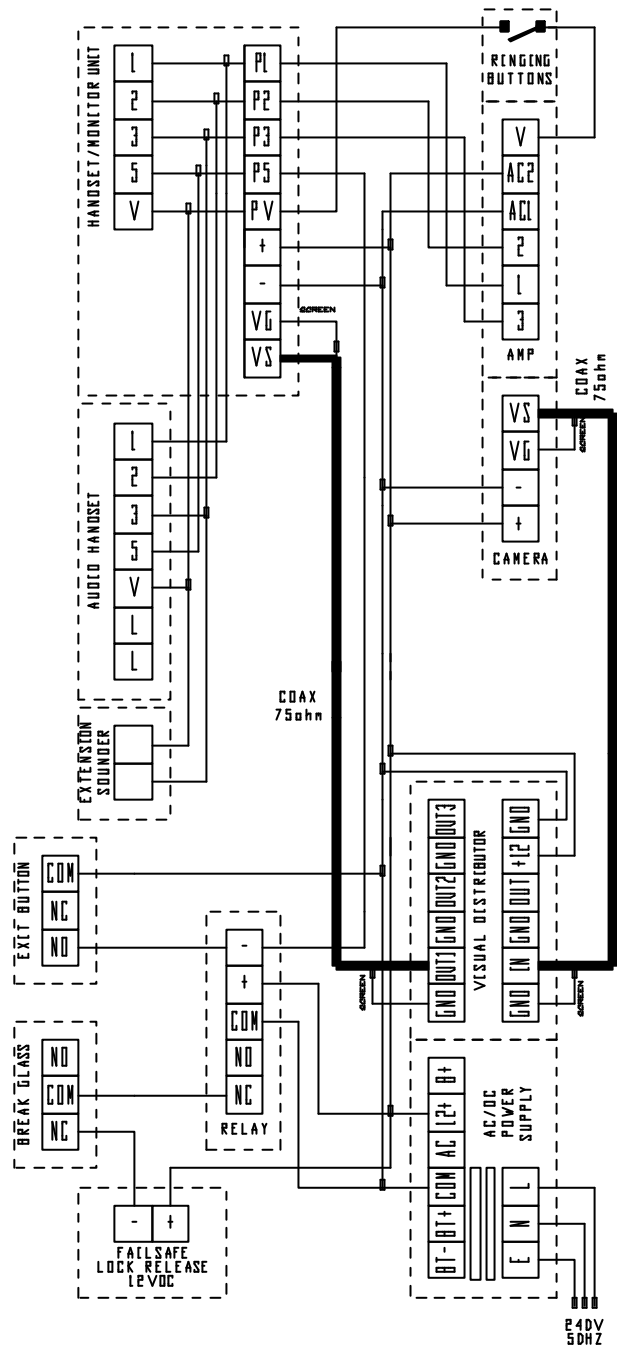 HANDSET/MONITOR UNIT
1
2
3
5
V
P1
P2
P3
P5
PV
+
-
VG
VS
SCREEN
RINGING
BUTTONS
V
AC2
AC1
2
1
3
AMP
COAX
75ohm
VS
VG
-
+
SCREEN
CAMERA
AUDIO HANDSET
1
2
3
5
V
L
L
COAX
75ohm
EXTENSION
SOUNDER
EXIT BUTTON
COM
NC
NO
VISUAL DISTRIBUTOR
OUT3
GND
OUT2
GND
OUT1
GND
GND
+12
OUT
GND
IN
GND
SCREEN
SCREEN
-
+
COM
NO
NC
RELAY
BREAK GLASS
NO
COM
NC
B+
12+
AC
COM
BT+
BT-
AC/DC
POWER
SUPPLY
L
N
E
240V
50HZ
-
+
FAILSAFE
LOCK RELEASE
12VDC